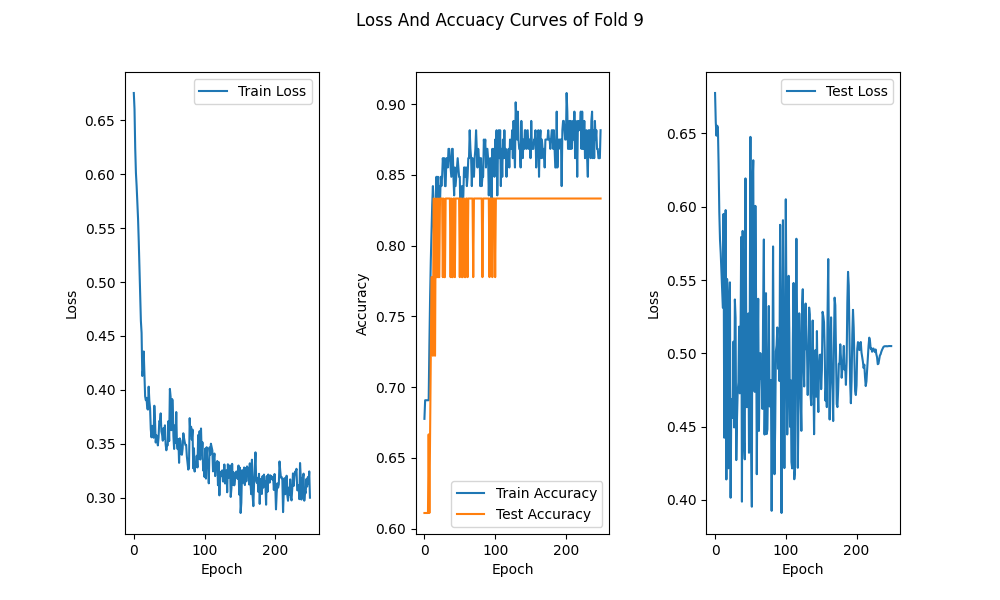 Loss And Accuacy Curves of Fold 9
Train Loss
0.65
0.60
0.55
0.50
0.45
0.40
0.35
0.30
Loss
0 100 200
Epoch
0.90
0.85
0.80
0.75
0.70
0.65
0.60
Accuracy
Train Accuracy
Test Accuracy
0 100 200
Epoch
Test Loss
0.65
0.60
0.55
0.50
0.45
0.40
Loss
0 100 200
Epoch